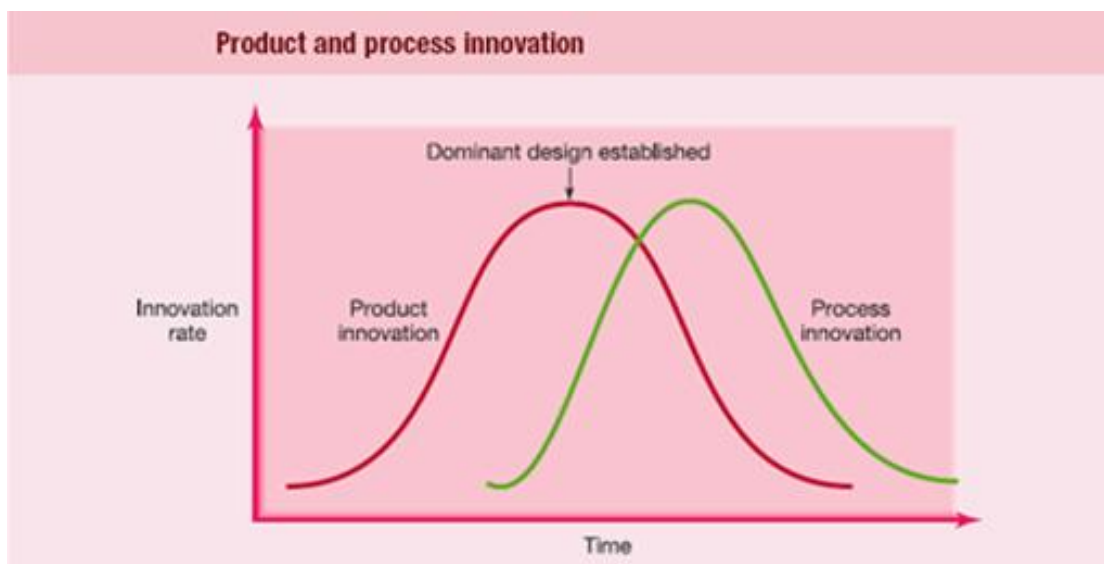 Product and process innovation
Dominant design established
Innovation
rate
Product
innovation
Process
innovation
Time